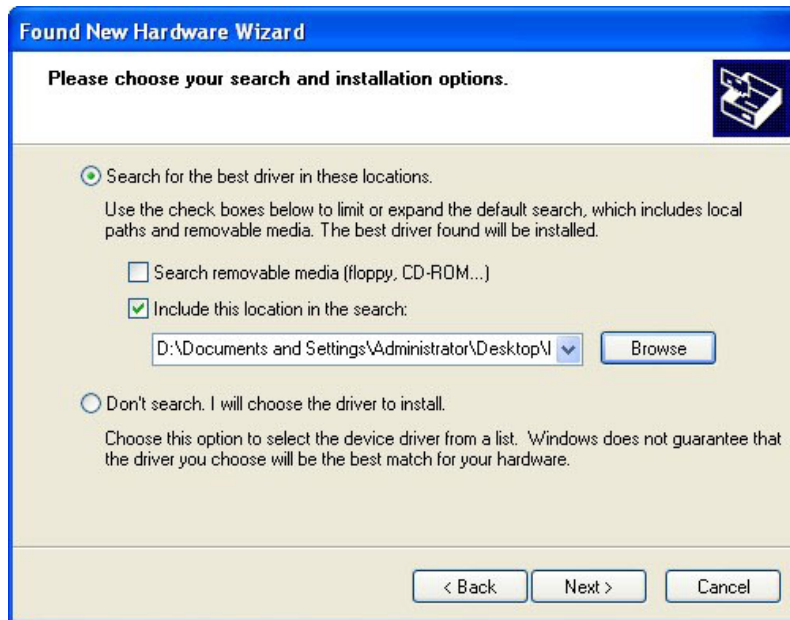 Found New Hardware Wizard
Please choose your search and installation options.
Search for the best driver in these locations.
Use the check boxes below to limit or expand the default search, which includes local
paths and removable media. The best driver found will be installed.
Search removable media (floppy, CD-ROM...)
Include this location in the search:
D:\Documents and Settings\Administrator\Desktop\I
Browse
Don't search. I will choose the driver to install.
Choose this option to select the device driver from a list. Windows does not guarantee that
the driver you choose will be the best match for your hardware.
< Back Next > Cancel